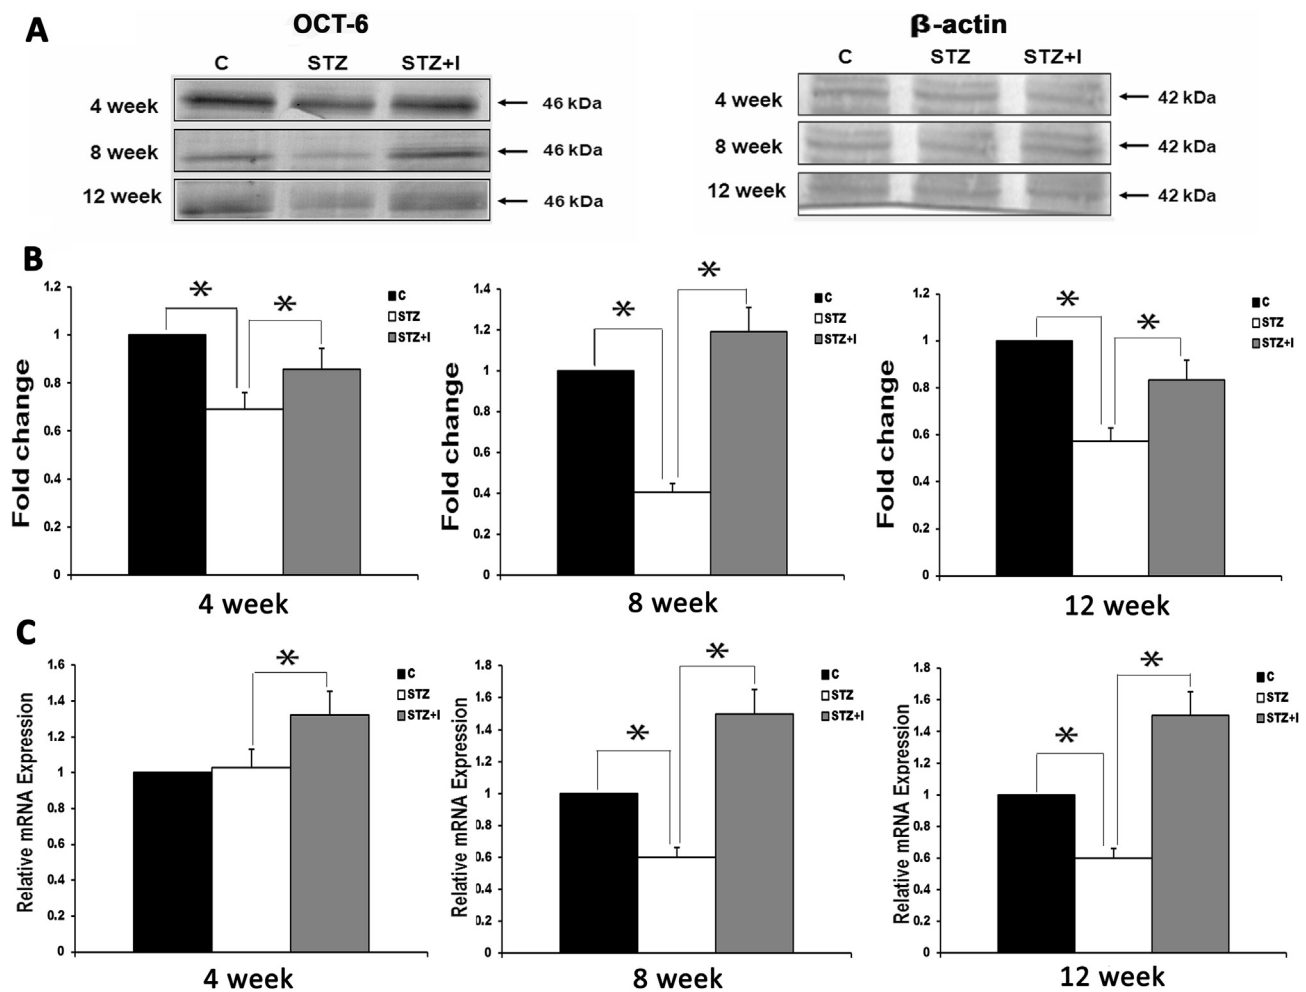 A
OCT-6
ꞵ-actin
C STZ STZ+I
C STZ STZ+I
4 week 46 kDa
4 week 42 kDa
8 week 46 kDa
8 week 42 kDa
12 week 46 kDa
12 week 42 kDa
B
Fold change
1.2
1
0.8
0.6
0.4
0.2
0
*
*
C
STZ
STZ+I
4 week
Fold change
1.4
1.2
1
0.8
0.6
0.4
0.2
0
*
*
C
STZ
STZ+I
8 week
Fold change
1.2
1
0.8
0.6
0.4
0.2
0
*
*
C
STZ
STZ+I
12 week
C
Relative mRNA Expression
1.6
1.4
1.2
1
0.8
0.6
0.4
0.2
0
*
C
STZ
STZ+I
4 week
Relative mRNA Expression
1.8
1.6
1.4
1.2
1
0.8
0.6
0.4
0.2
0
*
*
C
STZ
STZ+I
8 week
Relative mRNA Expression
1.8
1.6
1.4
1.2
1
0.8
0.6
0.4
0.2
0
*
*
C
STZ
STZ+I
12 week